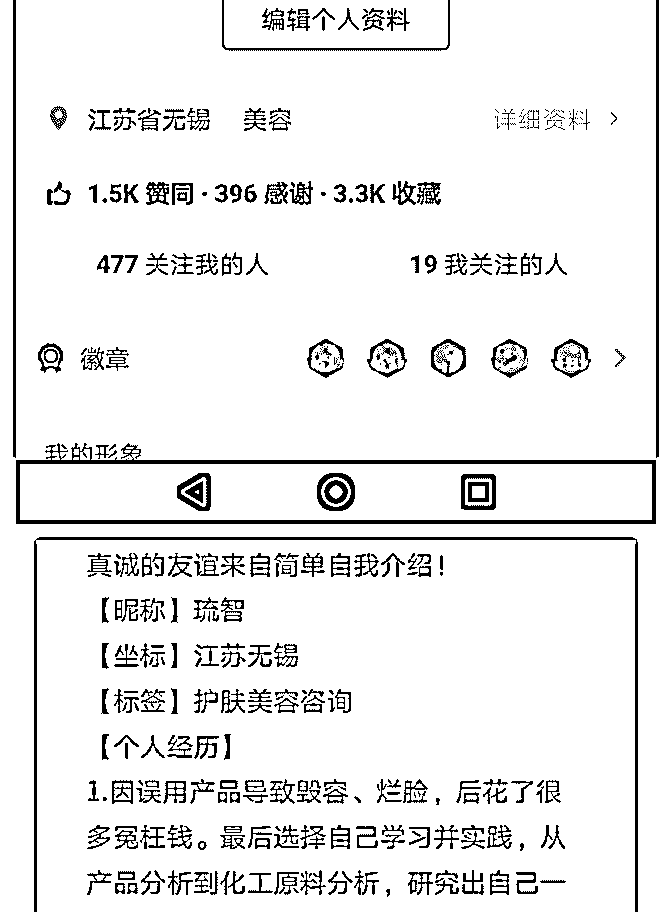 编辑个人资料
江苏省无锡 美容 详细资料
1.5K 赞同 · 396 感谢 · 3.3K 收藏
477 关注我的人 19 我关注的人
徽章
我的形象
真诚的友谊来自简单自我介绍！
【昵称】琉智
【坐标】江苏无锡
【标签】护肤美容咨询
【个人经历】
1.因误用产品导致毁容、烂脸，后花了很
多冤枉钱。最后选择自己学习并实践，从
产品分析到化工原料分析，研究出自己一